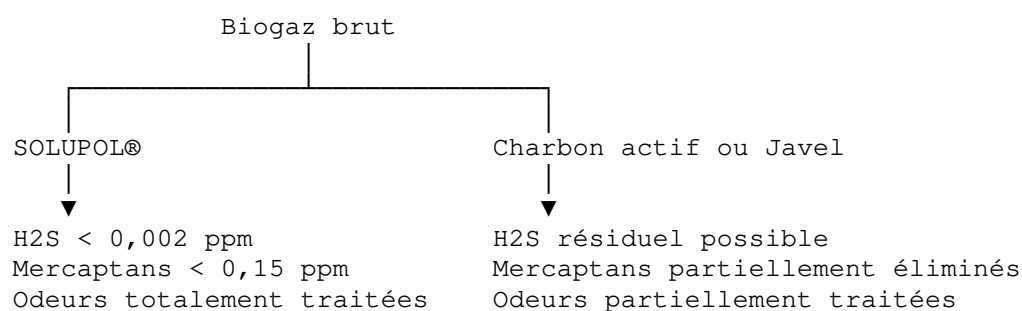 Biogaz brut
SOLUPOL® Charbon actif ou Javel
H2S < 0,002 ppm H2S résiduel possible
Mercaptans < 0,15 ppm Mercaptans partiellement éliminés
Odeurs totalement traitées Odeurs partiellement traitées